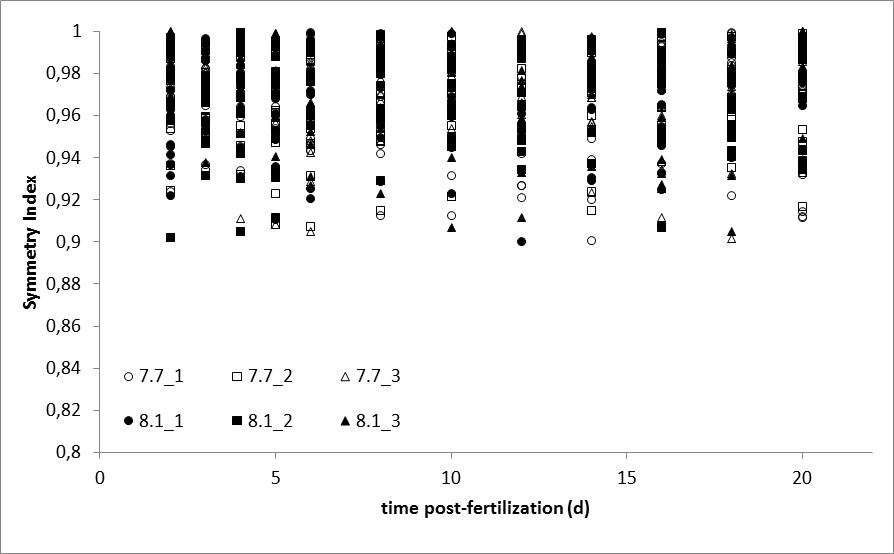 1
0,98
0,96
0,94
0,92
0,9
0,88
0,86
0,84
0,82
0,8
Symmetry Index
7.7_1 7.7_2 7.7_3
8.1_1 8.1_2 8.1_3
0 5 10 15 20
time post-fertilization (d)